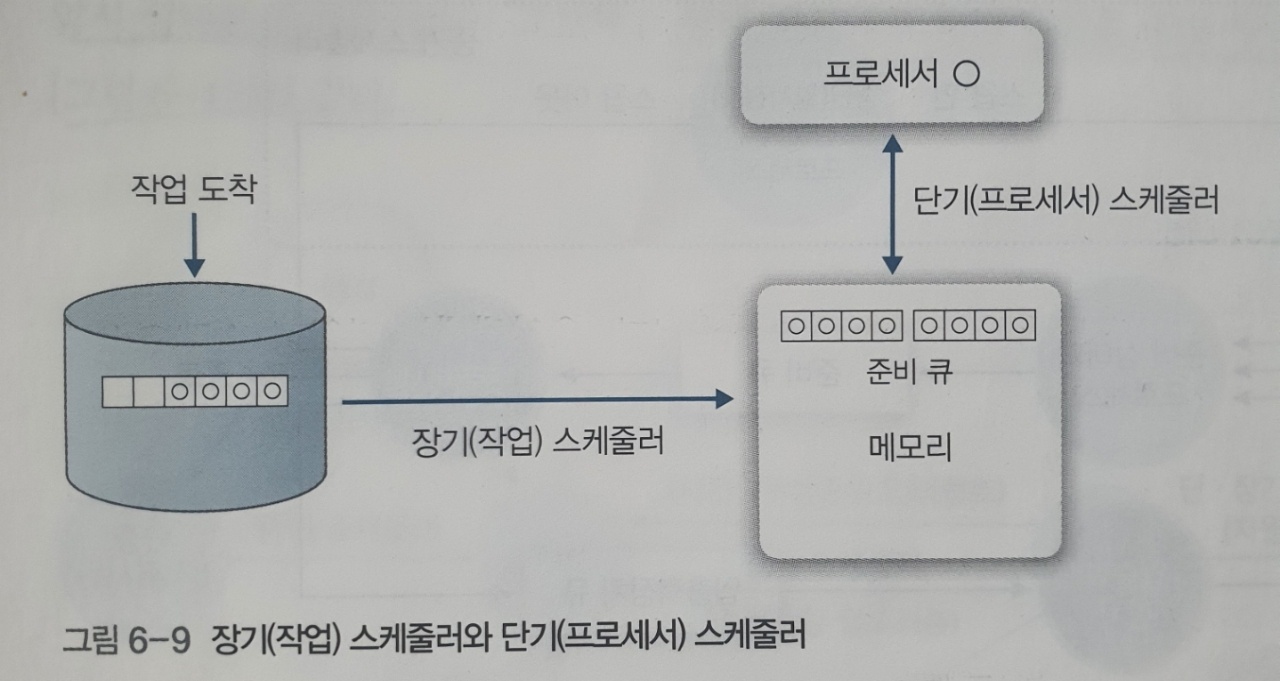 프로세서
작업 도착
단기(프로세서) 스케줄러
준비 큐
장기(작업) 스케줄러
메모리
그림 6-9 장기(작업) 스케줄러와 단기(프로세서) 스케줄러